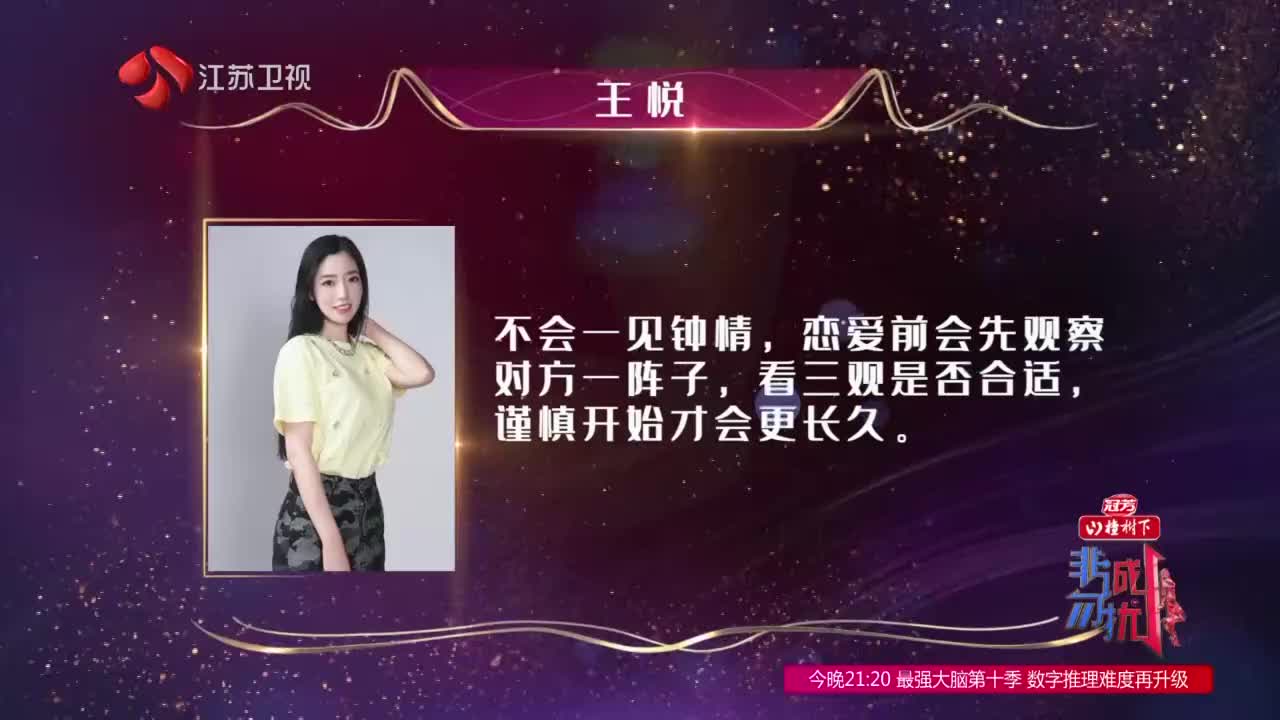 江苏卫视
王悦
不会一见钟情，恋爱前会先观察
对方一阵子，看三观是否合适，
谨慎开始才会更长久。
冠芳
山楂树下
非诚勿扰
今晚21:20 最强大脑第十季 数字推理难度再升级